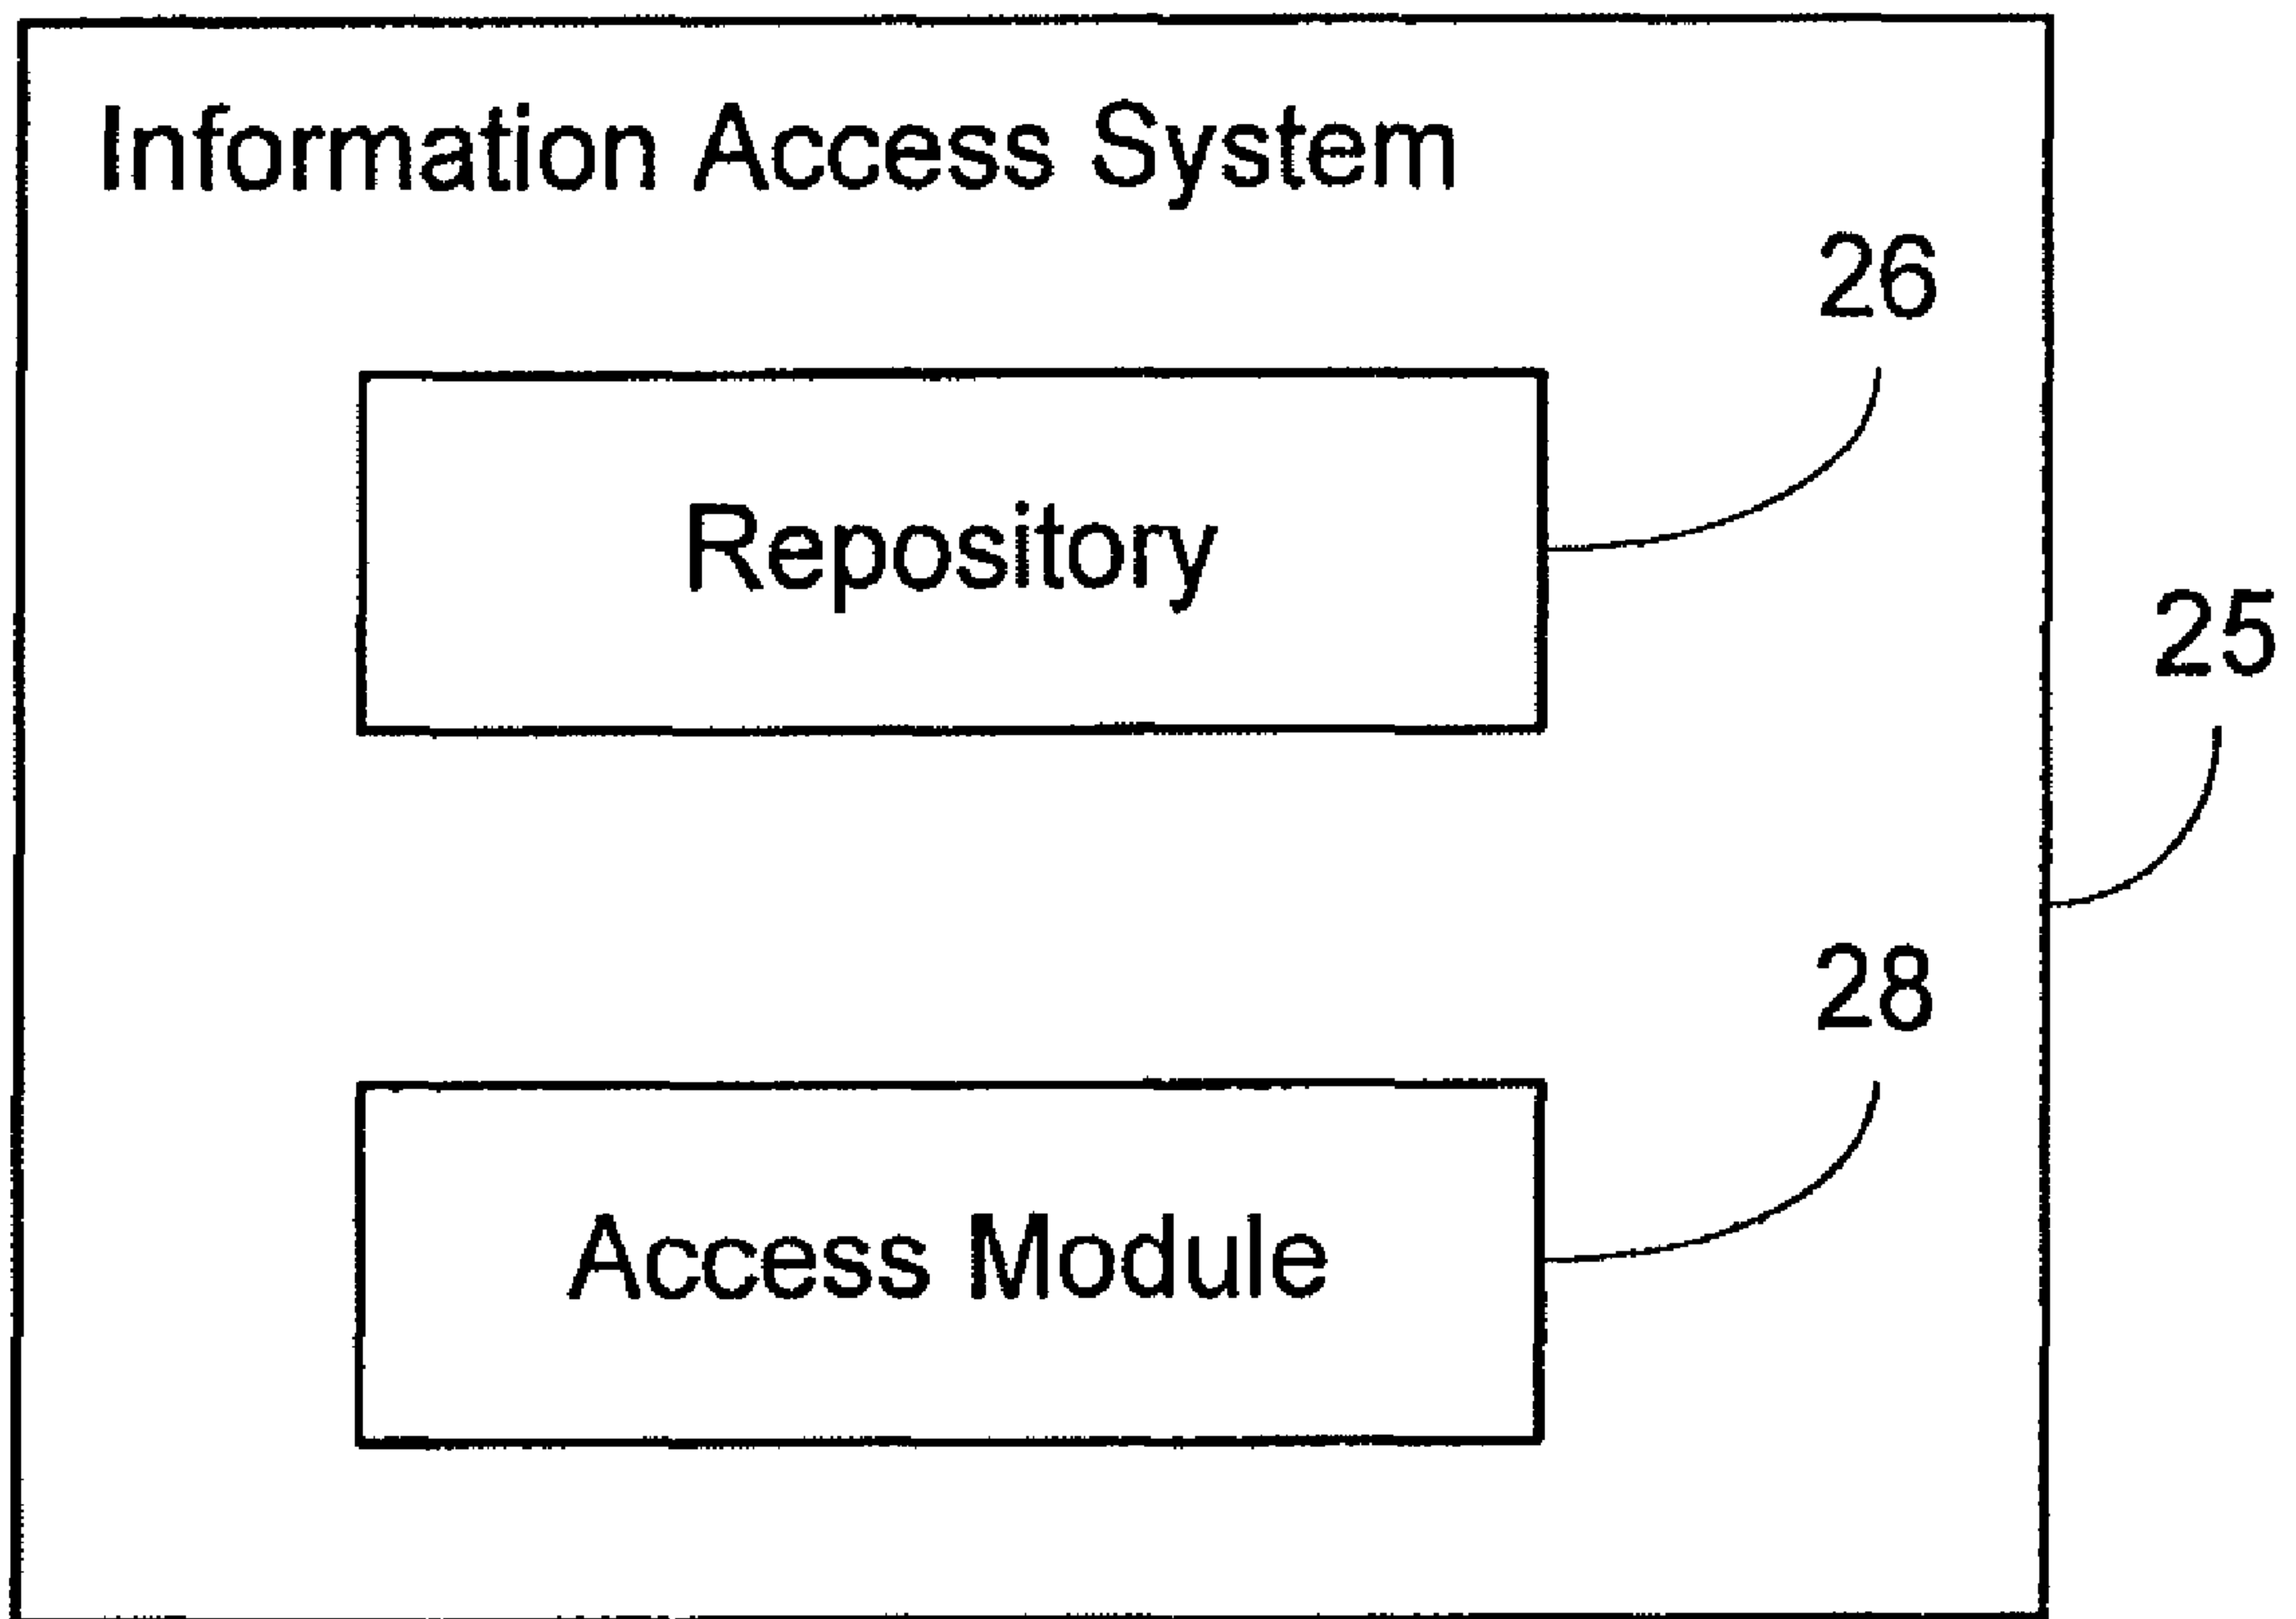 Information Access System
26
Repository
25
28
Access Module